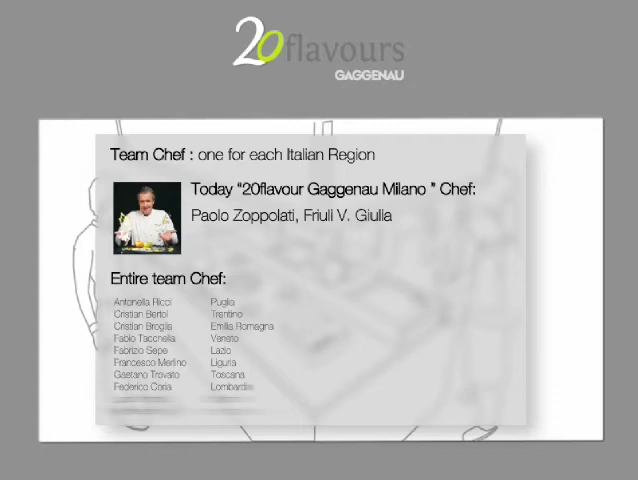 20flavours
GAGGENAU
Team Chef : one for each Italian Region
Today “20flavour Gaggenau Milano ” Chef:
Paolo Zoppolati, Friuli V. Giulia
Entire team Chef:
Antonella Ricci Puglia
Cristian Bertol Trentino
Cristian Broglia Emilia Romagna
Fabio Tacchella Veneto
Fabrizio Sepe Lazio
Francesco Merlino Liguria
Gaetano Trovato Toscana
Federico Coria Lombardia